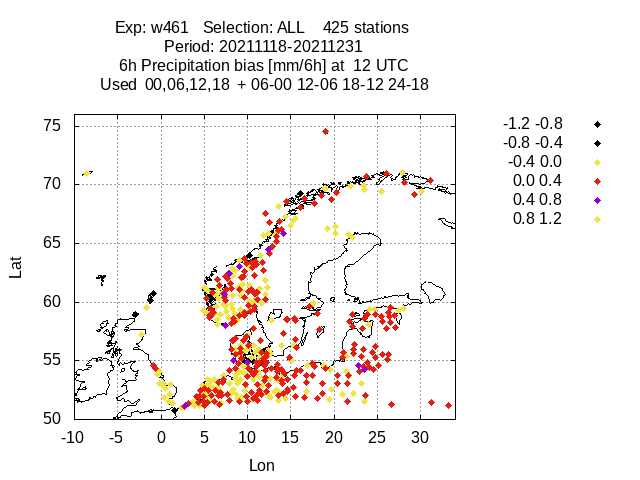 Exp: w461 Selection: ALL 425 stations
Period: 20211118-20211231
6h Precipitation bias [mm/6h] at 12 UTC
Used 00,06,12,18 + 06-00 12-06 18-12 24-18
75
70
65
60
55
50
-10 -5 0 5 10 15 20 25 30
Lat
Lon
-1.2 -0.8
-0.8 -0.4
-0.4 0.0
0.0 0.4
0.4 0.8
0.8 1.2